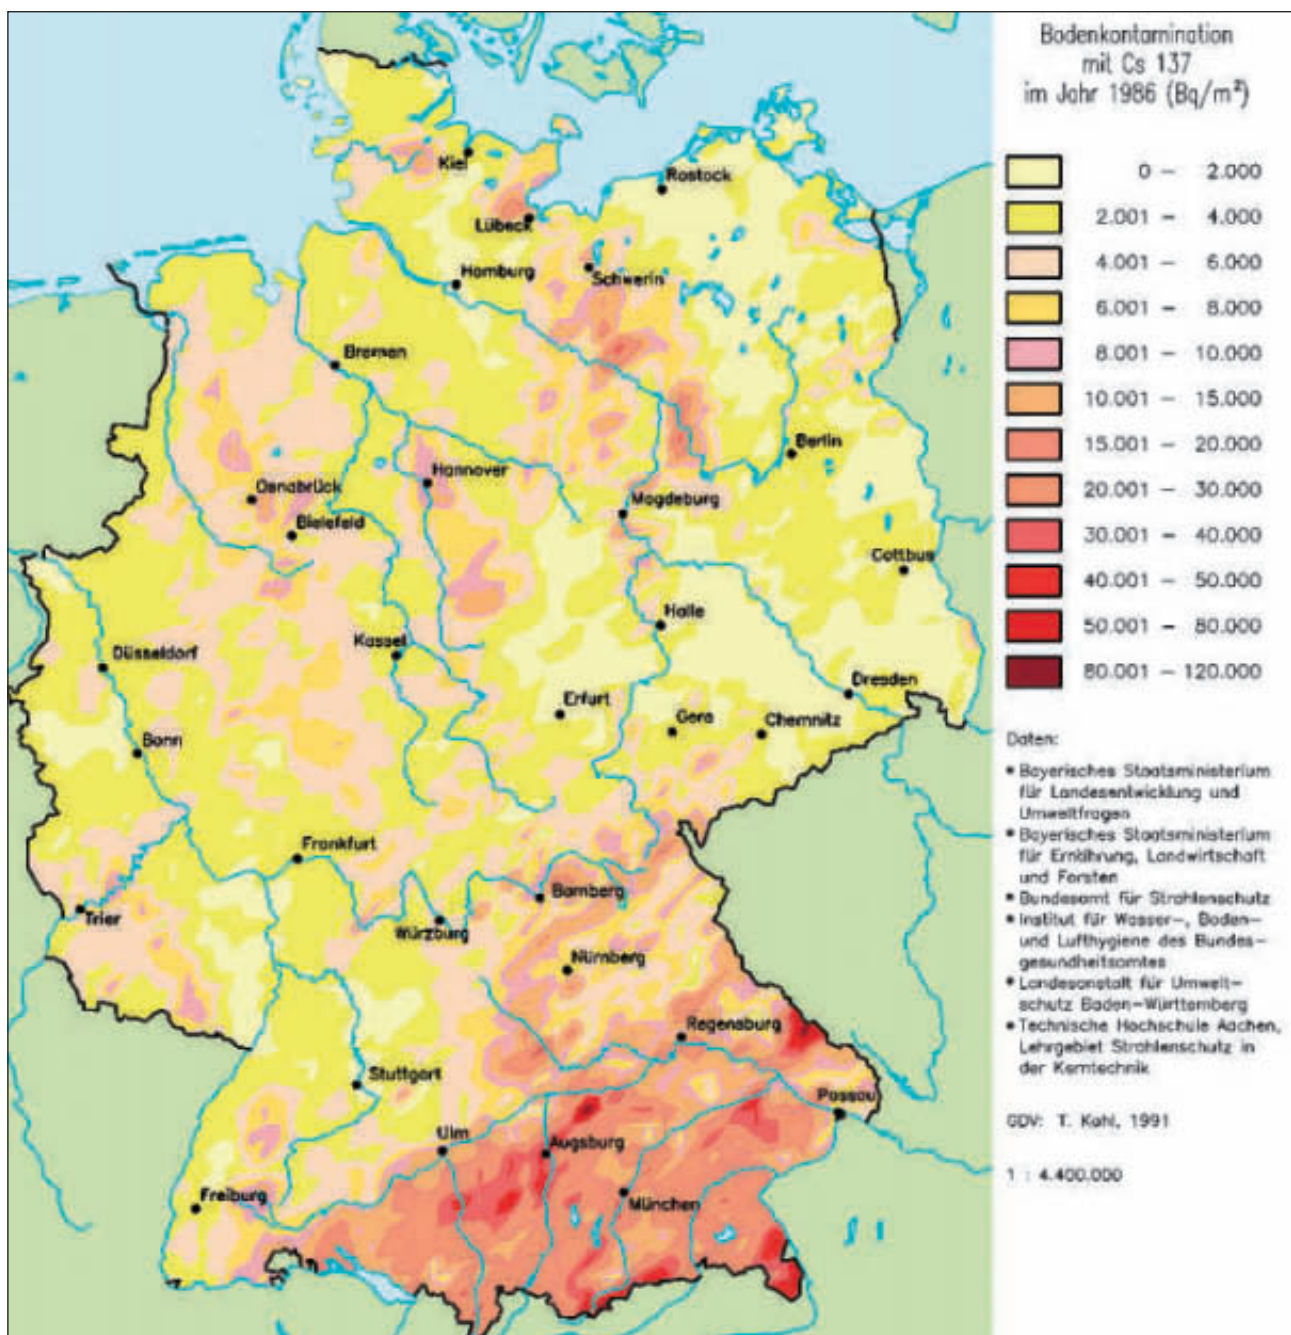 Bodenkontamination
mit Cs 137
im Jahr 1986 (Bq/m²)
0 – 2.000
2.001 – 4.000
4.001 – 6.000
6.001 – 8.000
8.001 – 10.000
10.001 – 15.000
15.001 – 20.000
20.001 – 30.000
30.001 – 40.000
40.001 – 50.000
50.001 – 80.000
80.001 – 120.000
Daten:
• Bayerisches Staatsministerium
für Landesentwicklung und
Umweltfragen
• Bayerisches Staatsministerium
für Ernährung, Landwirtschaft
und Forsten
• Bundesamt für Strahlenschutz
• Institut für Wasser–, Boden–
und Lufthygiene des Bundes–
gesundheitsamtes
• Landesanstalt für Umwelt–
schutz Baden–Württemberg
• Technische Hochschule Aachen,
Lehrgebiet Strahlenschutz in
der Kerntechnik
GDV: T. Kahl, 1991
1 : 4.400.000
Kiel
Rostock
Lübeck
Hamburg
Schwerin
Bremen
Berlin
Hannover
Osnabrück
Magdeburg
Bielefeld
Cottbus
Halle
Kassel
Düsseldorf
Dresden
Erfurt
Gera
Chemnitz
Bonn
Frankfurt
Bamberg
Trier
Würzburg
Nürnberg
Regensburg
Stuttgart
Passau
Ulm
Augsburg
Freiburg
München